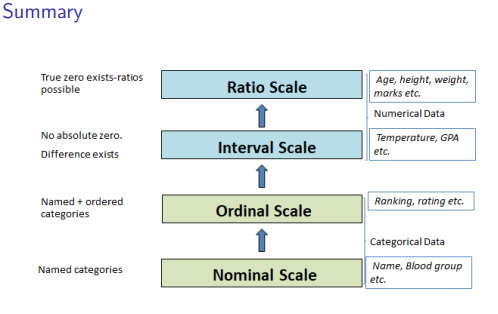 Summary
True zero exists-ratios
possible
Ratio Scale
Age, height, weight,
marks etc.
Numerical Data
No absolute zero.
Difference exists
Interval Scale
Temperature, GPA
etc.
Named + ordered
categories
Ordinal Scale
Ranking, rating etc.
Categorical Data
Named categories
Nominal Scale
Name, Blood group
etc.